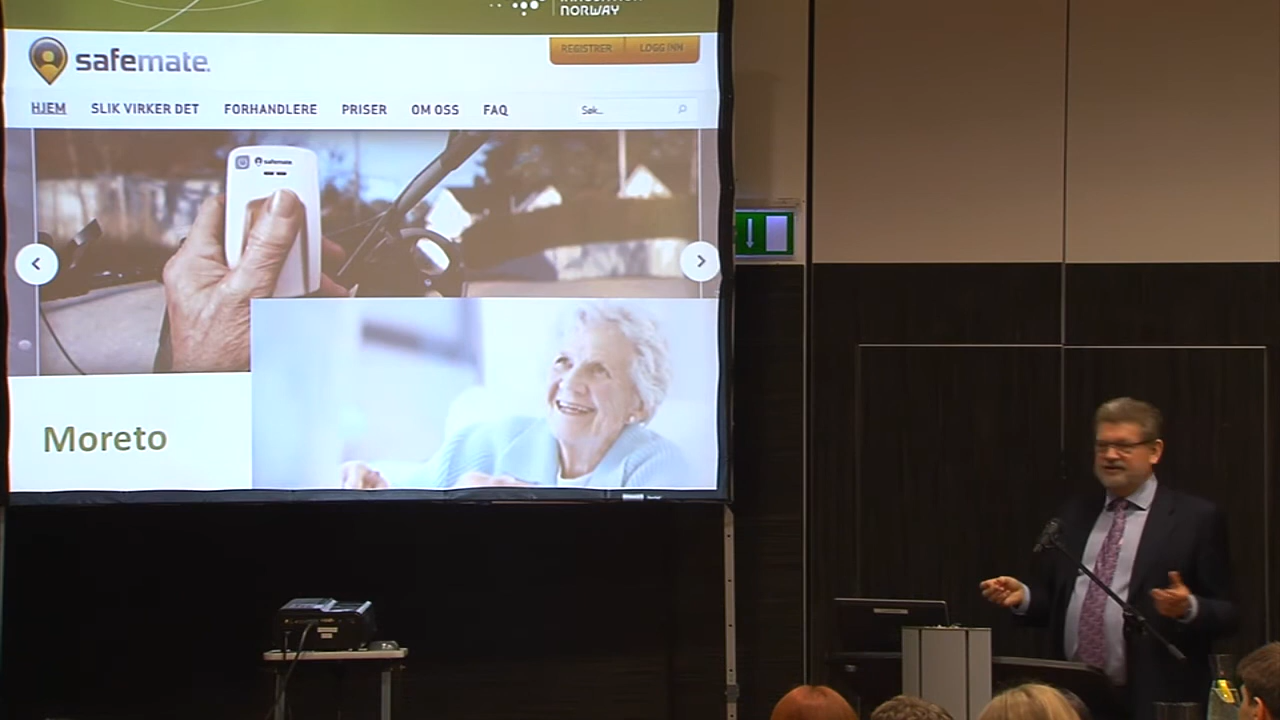 NORWAY
safemate.
REGISTRER LOGG INN
HJEM SLIK VIRKER DET FORHANDLERE PRISER OM OSS FAQ Søk...
safemate
Moreto